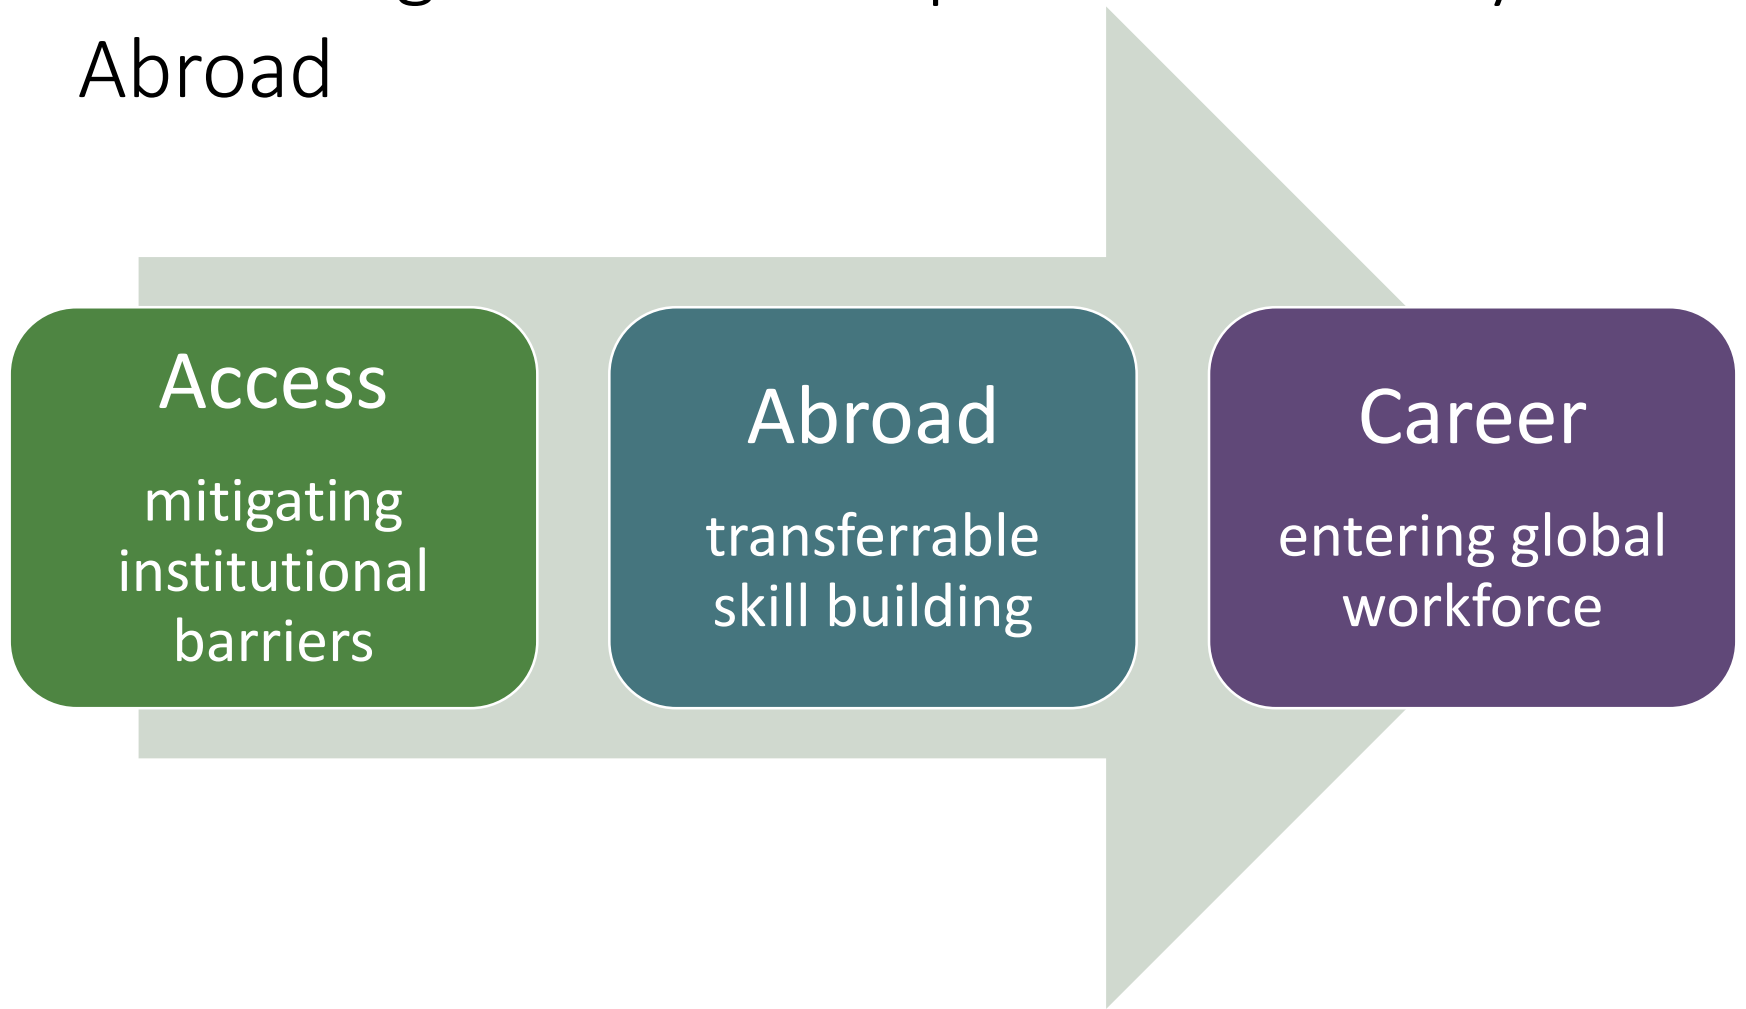 Abroad
Access
mitigating
institutional
barriers
Abroad
transferrable
skill building
Career
entering global
workforce